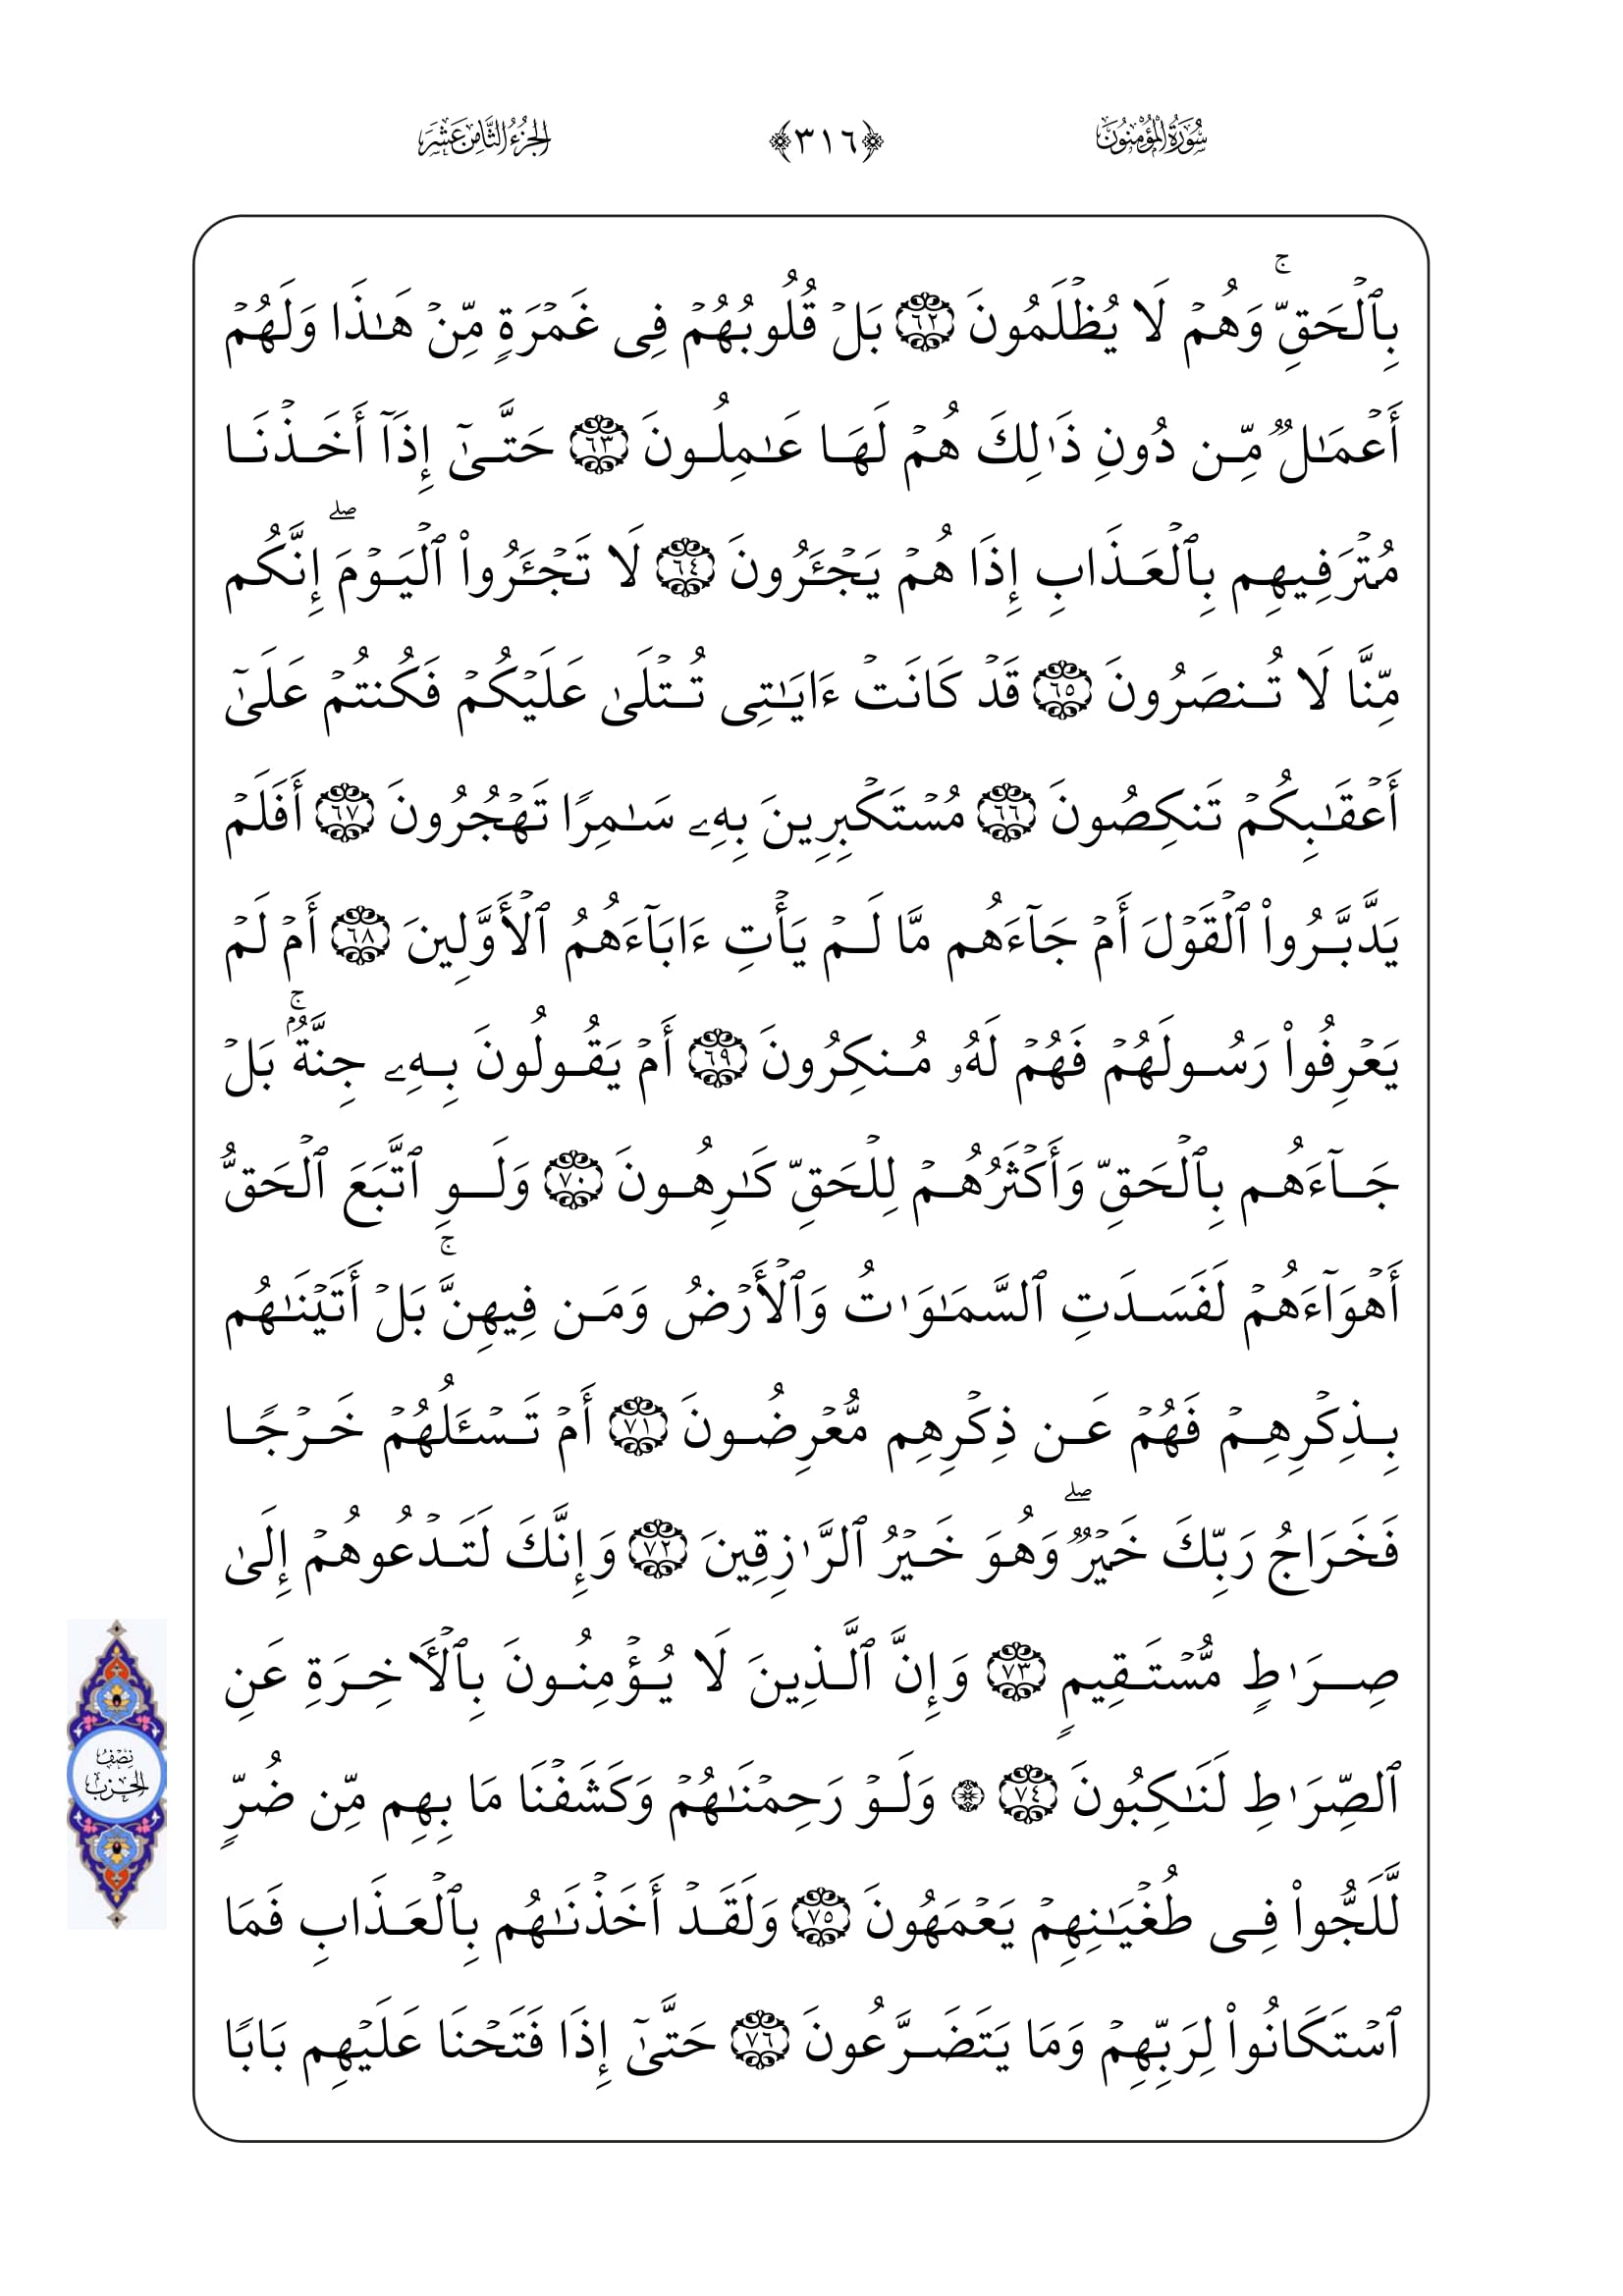 سُورَةُ الْمُؤْمِنُونَ ﴿٣١٦﴾ الجُزْءُ الثَّامِنَ عَشَرَ
بِٱلۡحَقِّۚ وَهُمۡ لَا يُظۡلَمُونَ ٦٢ بَلۡ قُلُوبُهُمۡ فِى غَمۡرَةٍ مِّنۡ هَـٰذَا وَلَهُمۡ
أَعۡمَـٰلٌ مِّن دُونِ ذَٰلِكَ هُمۡ لَهَا عَـٰمِلُونَ ٦٣ حَتَّىٰٓ إِذَآ أَخَذۡنَا
مُتۡرَفِيهِم بِٱلۡعَذَابِ إِذَا هُمۡ يَجۡـَٔرُونَ ٦٤ لَا تَجۡـَٔرُوا۟ ٱلۡيَوۡمَۖ إِنَّكُم
مِّنَّا لَا تُنصَرُونَ ٦٥ قَدۡ كَانَتۡ ءَايَـٰتِى تُتۡلَىٰ عَلَيۡكُمۡ فَكُنتُمۡ عَلَىٰٓ
أَعۡقَـٰبِكُمۡ تَنكِصُونَ ٦٦ مُسۡتَكۡبِرِينَ بِهِۦ سَـٰمِرًا تَهۡجُرُونَ ٦٧ أَفَلَمۡ
يَدَّبَّرُوا۟ ٱلۡقَوۡلَ أَمۡ جَآءَهُم مَّا لَمۡ يَأۡتِ ءَابَآءَهُمُ ٱلۡأَوَّلِينَ ٦٨ أَمۡ لَمۡ
يَعۡرِفُوا۟ رَسُولَهُمۡ فَهُمۡ لَهُۥ مُنكِرُونَ ٦٩ أَمۡ يَقُولُونَ بِهِۦ جِنَّةُۢۚ بَلۡ
جَآءَهُم بِٱلۡحَقِّ وَأَكۡثَرُهُمۡ لِلۡحَقِّ كَـٰرِهُونَ ٧٠ وَلَوِ ٱتَّبَعَ ٱلۡحَقُّ
أَهۡوَآءَهُمۡ لَفَسَدَتِ ٱلسَّمَـٰوَٰتُ وَٱلۡأَرۡضُ وَمَن فِيهِنَّۚ بَلۡ أَتَيۡنَـٰهُم
بِذِكۡرِهِمۡ فَهُمۡ عَن ذِكۡرِهِم مُّعۡرِضُونَ ٧١ أَمۡ تَسۡـَٔلُهُمۡ خَرۡجًا
فَخَرَاجُ رَبِّكَ خَيۡرٌۖ وَهُوَ خَيۡرُ ٱلرَّٰزِقِينَ ٧٢ وَإِنَّكَ لَتَدۡعُوهُمۡ إِلَىٰ
صِرَٰطٍ مُّسۡتَقِيمٍ ٧٣ وَإِنَّ ٱلَّذِينَ لَا يُؤۡمِنُونَ بِٱلۡـَٔاخِرَةِ عَنِ
ٱلصِّرَٰطِ لَنَـٰكِبُونَ ٧٤ ۞ وَلَوۡ رَحِمۡنَـٰهُمۡ وَكَشَفۡنَا مَا بِهِم مِّن ضُرٍّ
لَّلَجُّوا۟ فِى طُغۡيَـٰنِهِمۡ يَعۡمَهُونَ ٧٥ وَلَقَدۡ أَخَذۡنَـٰهُم بِٱلۡعَذَابِ فَمَا
ٱسۡتَكَانُوا۟ لِرَبِّهِمۡ وَمَا يَتَضَرَّعُونَ ٧٦ حَتَّىٰٓ إِذَا فَتَحۡنَا عَلَيۡهِم بَابًا
نِصْفُ
الحِزْب